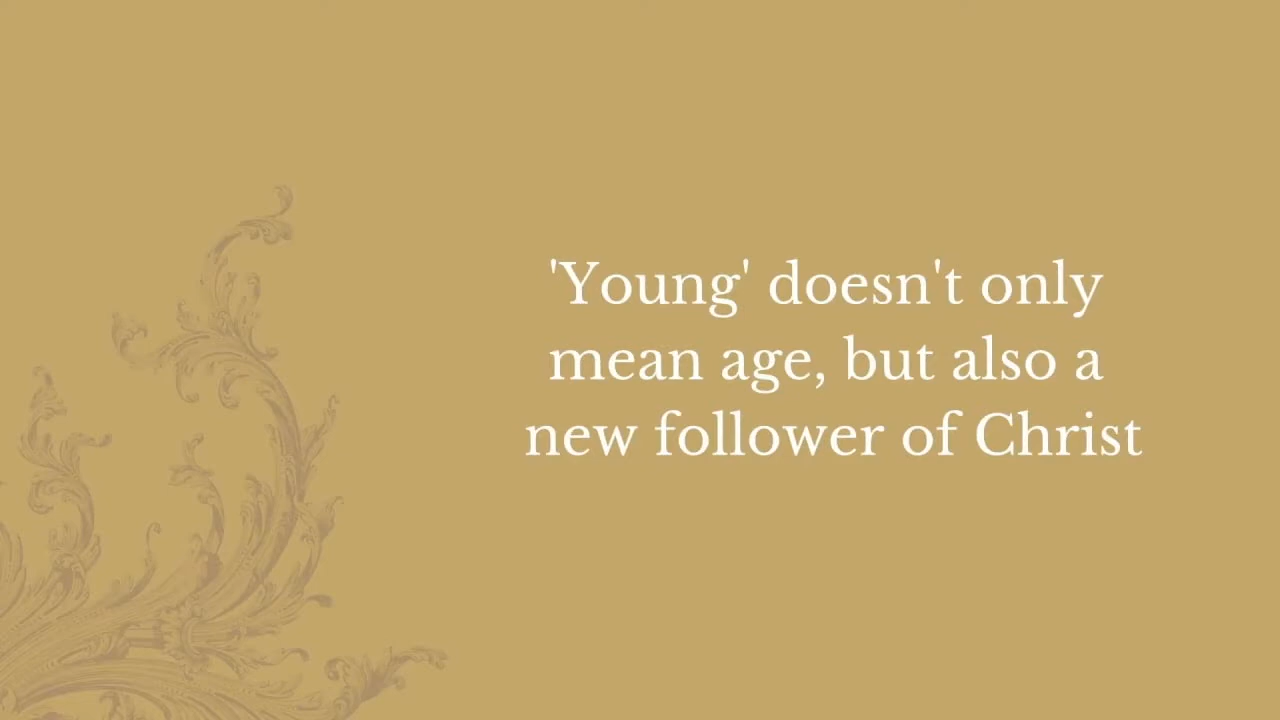 'Young' doesn't only
mean age, but also a
new follower of Christ